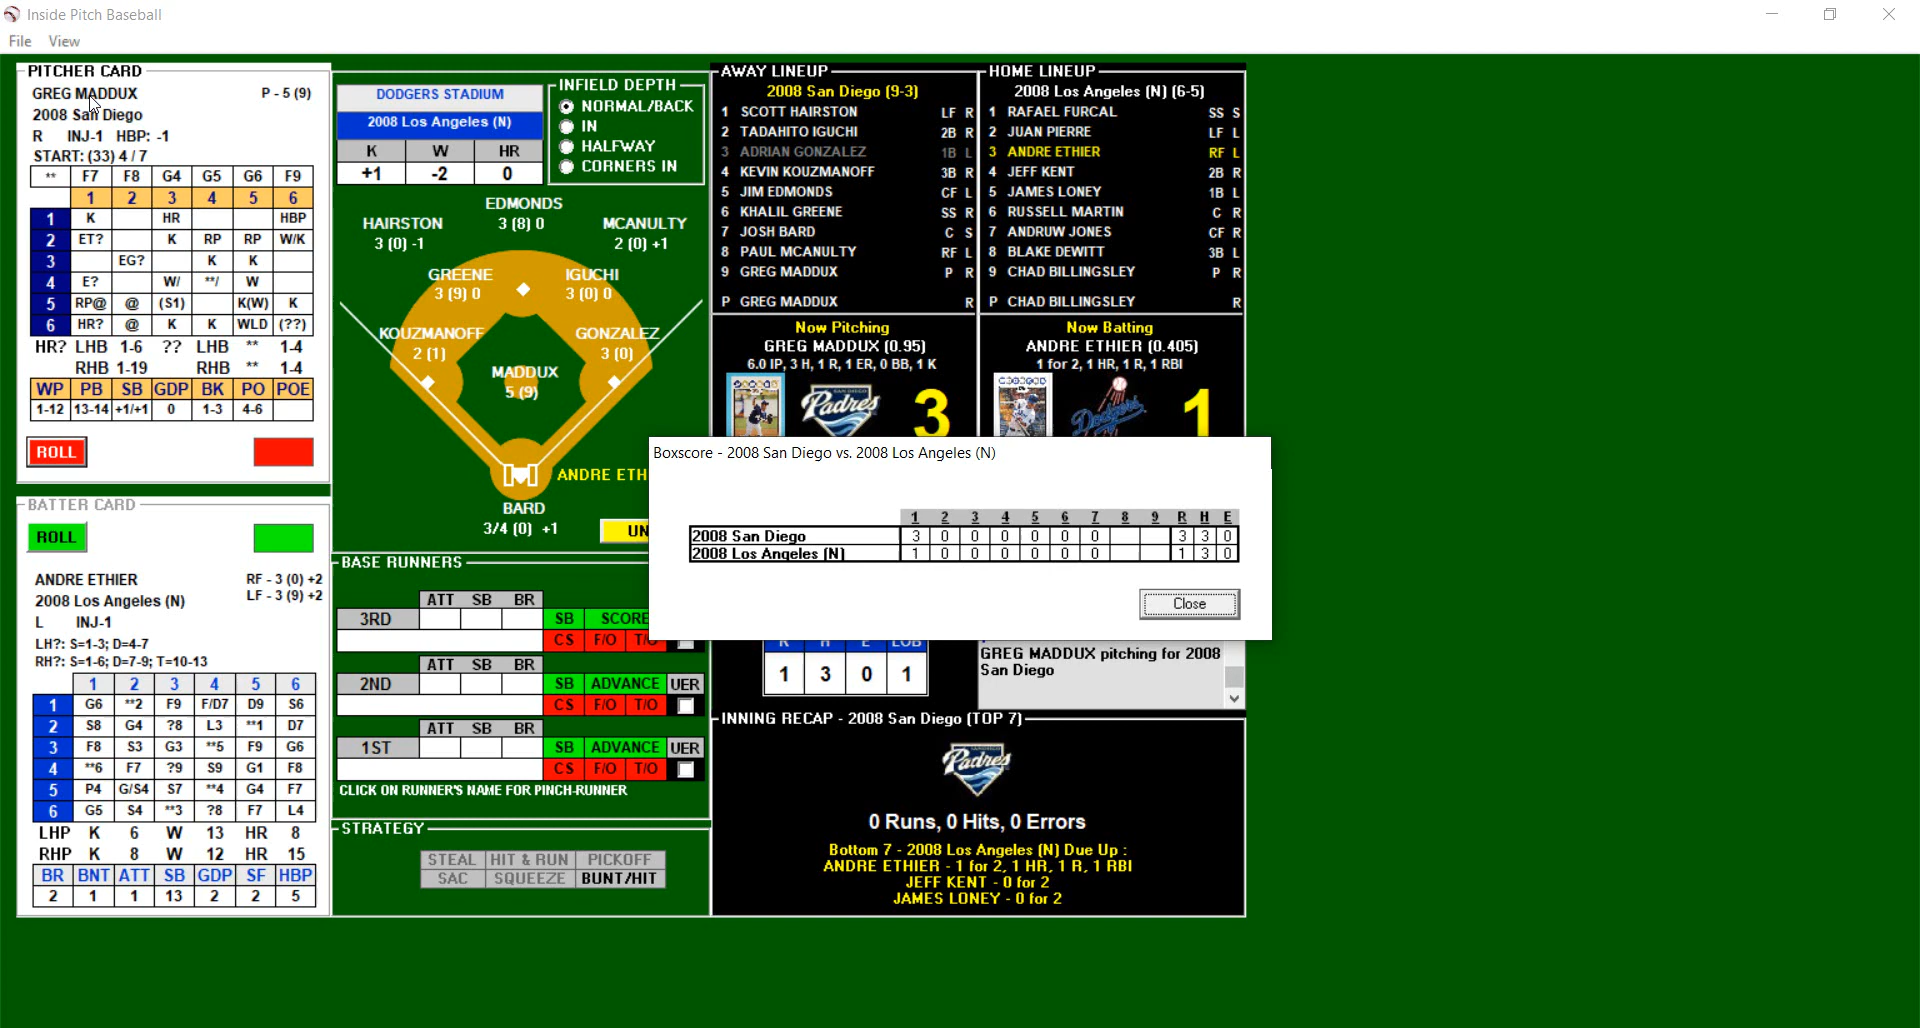 Inside Pitch Baseball
File View
PITCHER CARD
GREG MADDUX P - 5 (9)
2008 San Diego
R INJ-1 HBP: -1
START: (33) 4 / 7
** F7 F8 G4 G5 G6 F9
1 2 3 4 5 6
1 K HR HBP
2 ET? K RP RP W/K
3 EG? K K
4 E? W/ **/ W
5 RP@ @ (S1) K(W) K
6 HR? @ K K WLD (??)
HR? LHB 1-6 ?? LHB ** 1-4
RHB 1-19 RHB ** 1-4
WP PB SB GDP BK PO POE
1-12 13-14 +1/+1 0 1-3 4-6
ROLL
BATTER CARD
ROLL
ANDRE ETHIER RF - 3 (0) +2
2008 Los Angeles (N) LF - 3 (9) +2
L INJ-1
LH?: S=1-3; D=4-7
RH?: S=1-6; D=7-9; T=10-13
1 2 3 4 5 6
1 G6 **2 F9 F/D7 D9 S6
2 S8 G4 ?8 L3 **1 D7
3 F8 S3 G3 **5 F9 G6
4 **6 F7 ?9 S9 G1 F8
5 P4 G/S4 S7 **4 G4 F7
6 G5 S4 **3 ?8 F7 L4
LHP K 6 W 13 HR 8
RHP K 8 W 12 HR 15
BR BNT ATT SB GDP SF HBP
2 1 1 13 2 2 5
DODGERS STADIUM
2008 Los Angeles (N)
K W HR
+1 -2 0
INFIELD DEPTH
NORMAL/BACK
IN
HALFWAY
CORNERS IN
EDMONDS
3 (8) 0
HAIRSTON
3 (0) -1
MCANULTY
2 (0) +1
GREENE
3 (9) 0
IGUCHI
3 (0) 0
KOUZMANOFF
2 (1)
GONZALEZ
3 (0)
MADDUX
5 (9)
ANDRE ETH
BARD
3/4 (0) +1
UN
BASE RUNNERS
ATT SB BR
3RD SB SCORE
CS F/O T/O
ATT SB BR
2ND SB ADVANCE UER
CS F/O T/O
ATT SB BR
1ST SB ADVANCE UER
CS F/O T/O
CLICK ON RUNNER'S NAME FOR PINCH-RUNNER
STRATEGY
STEAL HIT & RUN PICKOFF
SAC SQUEEZE BUNT/HIT
AWAY LINEUP
2008 San Diego (9-3)
1 SCOTT HAIRSTON LF R
2 TADAHITO IGUCHI 2B R
3 ADRIAN GONZALEZ 1B L
4 KEVIN KOUZMANOFF 3B R
5 JIM EDMONDS CF L
6 KHALIL GREENE SS R
7 JOSH BARD C S
8 PAUL MCANULTY RF L
9 GREG MADDUX P R
P GREG MADDUX R
HOME LINEUP
2008 Los Angeles (N) (6-5)
1 RAFAEL FURCAL SS S
2 JUAN PIERRE LF L
3 ANDRE ETHIER RF L
4 JEFF KENT 2B R
5 JAMES LONEY 1B L
6 RUSSELL MARTIN C R
7 ANDRUW JONES CF R
8 BLAKE DEWITT 3B L
9 CHAD BILLINGSLEY P R
P CHAD BILLINGSLEY R
Now Pitching
GREG MADDUX (0.95)
6.0 IP, 3 H, 1 R, 1 ER, 0 BB, 1 K
Padres 3
Now Batting
ANDRE ETHIER (0.405)
1 for 2, 1 HR, 1 R, 1 RBI
Dodgers 1
Boxscore - 2008 San Diego vs. 2008 Los Angeles (N)
1 2 3 4 5 6 7 8 9 R H E
2008 San Diego 3 0 0 0 0 0 0 3 3 0
2008 Los Angeles (N) 1 0 0 0 0 0 0 1 3 0
Close
R H E LOB
1 3 0 1
GREG MADDUX pitching for 2008
San Diego
INNING RECAP - 2008 San Diego (TOP 7)
Padres
0 Runs, 0 Hits, 0 Errors
Bottom 7 - 2008 Los Angeles (N) Due Up :
ANDRE ETHIER - 1 for 2, 1 HR, 1 R, 1 RBI
JEFF KENT - 0 for 2
JAMES LONEY - 0 for 2